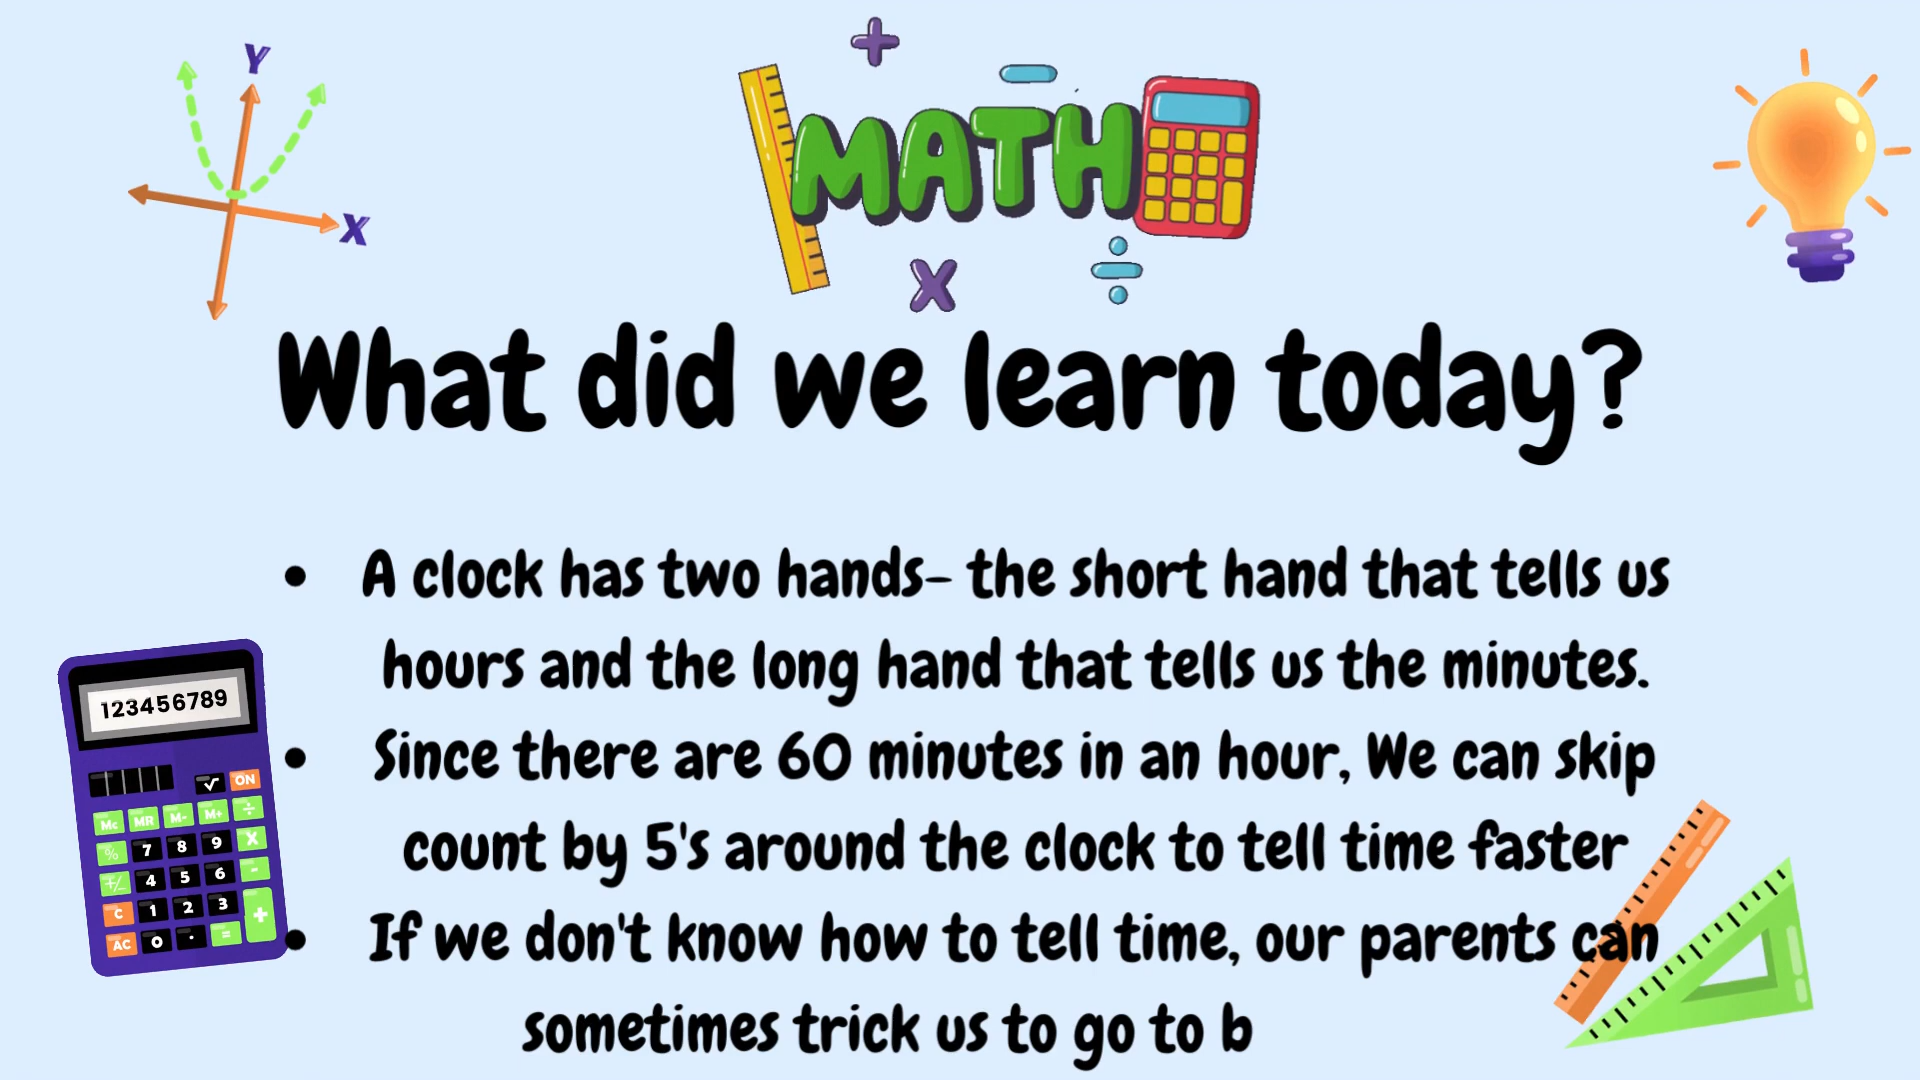 Y
X
+
-
MATH
x
÷
What did we learn today?
• A clock has two hands- the short hand that tells us
hours and the long hand that tells us the minutes.
• Since there are 60 minutes in an hour, We can skip
count by 5's around the clock to tell time faster
• If we don't know how to tell time, our parents can
sometimes trick us to go to b
123456789
√ ON
Mc MR M- M+ ÷
% 7 8 9 X
+/_ 4 5 6 -
C 1 2 3 +
AC 0 . =